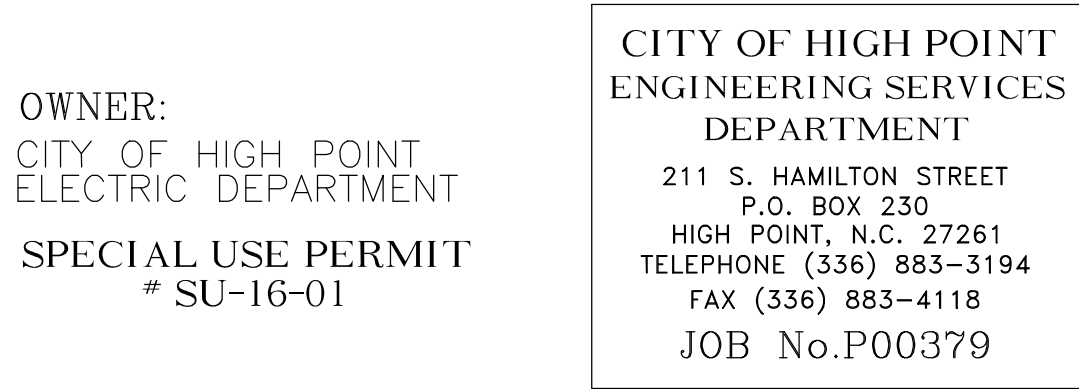 OWNER:
CITY OF HIGH POINT
ELECTRIC DEPARTMENT
SPECIAL USE PERMIT
# SU-16-01
CITY OF HIGH POINT
ENGINEERING SERVICES
DEPARTMENT
211 S. HAMILTON STREET
P.O. BOX 230
HIGH POINT, N.C. 27261
TELEPHONE (336) 883-3194
FAX (336) 883-4118
JOB No.P00379